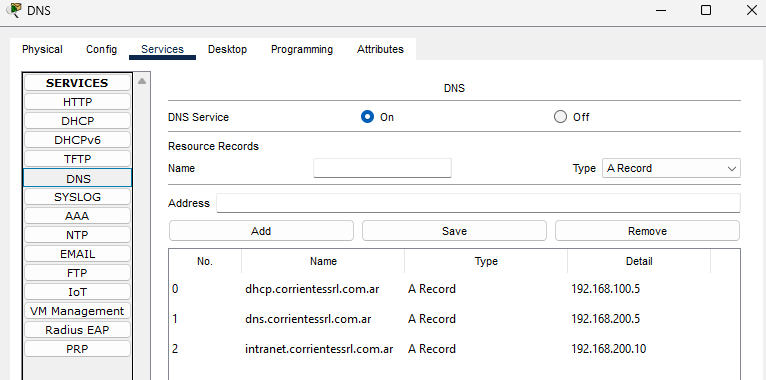 DNS
Physical Config Services Desktop Programming Attributes
SERVICES
HTTP
DHCP
DHCPv6
TFTP
DNS
SYSLOG
AAA
NTP
EMAIL
FTP
IoT
VM Management
Radius EAP
PRP
DNS
DNS Service On Off
Resource Records
Name Type A Record
Address
Add Save Remove
No. Name Type Detail
0 dhcp.corrientessrl.com.ar A Record 192.168.100.5
1 dns.corrientessrl.com.ar A Record 192.168.200.5
2 intranet.corrientessrl.com.ar A Record 192.168.200.10